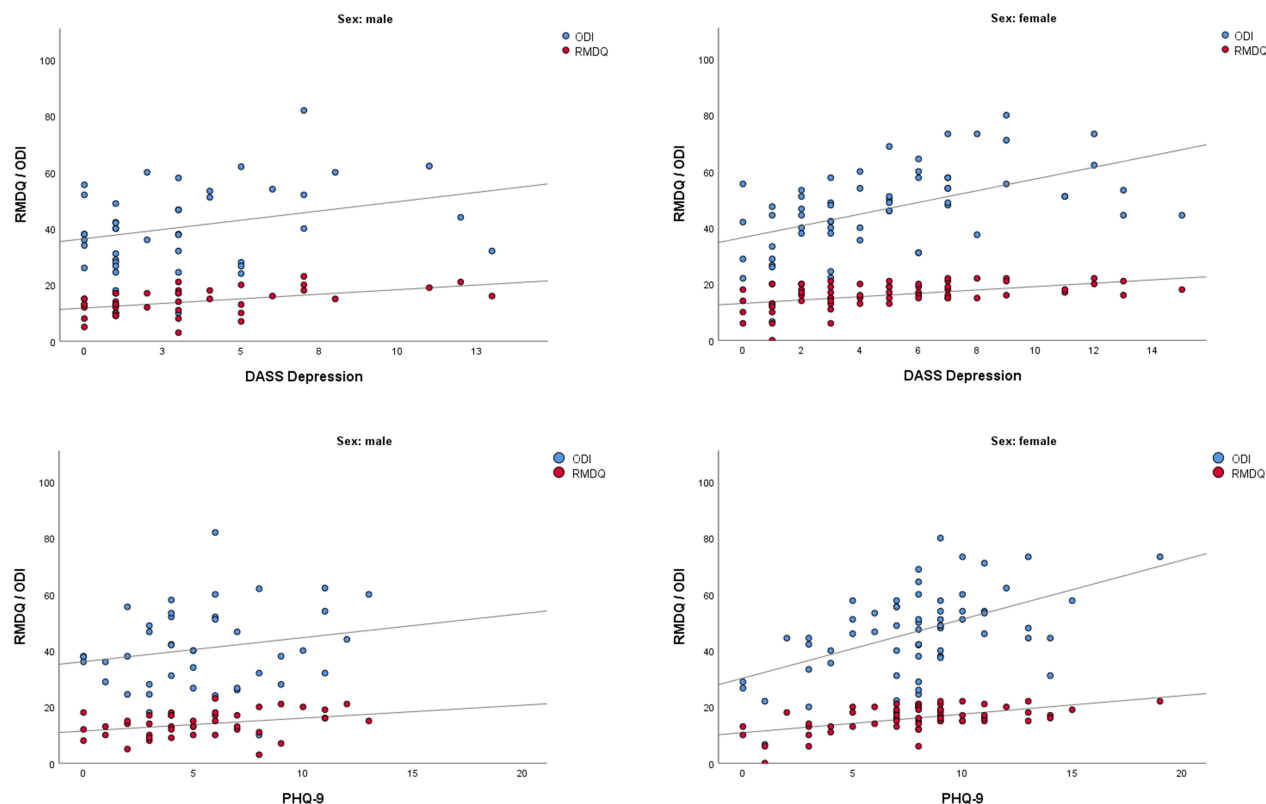 Sex: male
ODI
RMDQ
100
80
60
40
20
0
RMDQ / ODI
0 3 5 8 10 13
DASS Depression
Sex: female
ODI
RMDQ
100
80
60
40
20
0
RMDQ / ODI
0 2 4 6 8 10 12 14
DASS Depression
Sex: male
ODI
RMDQ
100
80
60
40
20
0
RMDQ / ODI
0 5 10 15 20
PHQ-9
Sex: female
ODI
RMDQ
100
80
60
40
20
0
RMDQ / ODI
0 5 10 15 20
PHQ-9